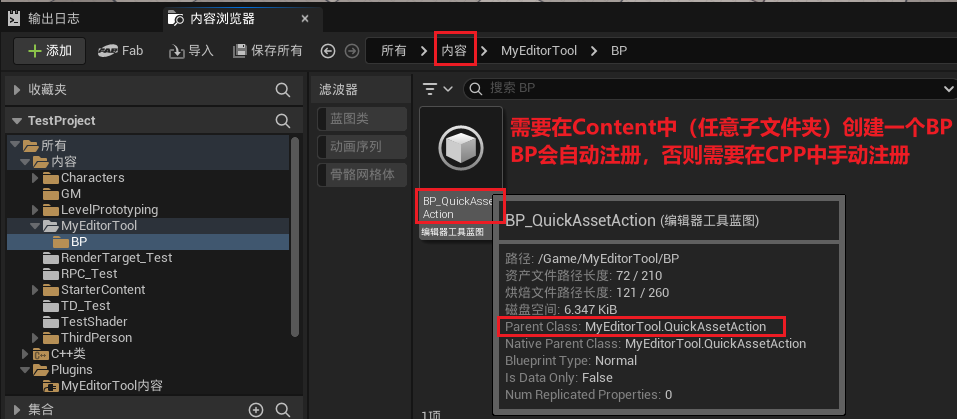 输出日志
内容浏览器
添加
Fab
导入
保存所有
所有
内容
MyEditorTool
BP
收藏夹
TestProject
所有
内容
Characters
GM
LevelPrototyping
MyEditorTool
BP
RenderTarget_Test
RPC_Test
StarterContent
TD_Test
TestShader
ThirdPerson
C++类
Plugins
MyEditorTool内容
集合
滤波器
蓝图类
动画序列
骨骼网格体
搜索 BP
需要在Content中（任意子文件夹）创建一个BP
BP会自动注册，否则需要在CPP中手动注册
BP_QuickAsse
Action
编辑器工具蓝图
BP_QuickAssetAction (编辑器工具蓝图)
路径: /Game/MyEditorTool/BP
资产文件路径长度: 72 / 210
烘焙文件路径长度: 121 / 260
磁盘空间: 6.347 KiB
Parent Class: MyEditorTool.QuickAssetAction
Native Parent Class: MyEditorTool.QuickAssetAction
Blueprint Type: Normal
Is Data Only: False
Num Replicated Properties: 0
1项